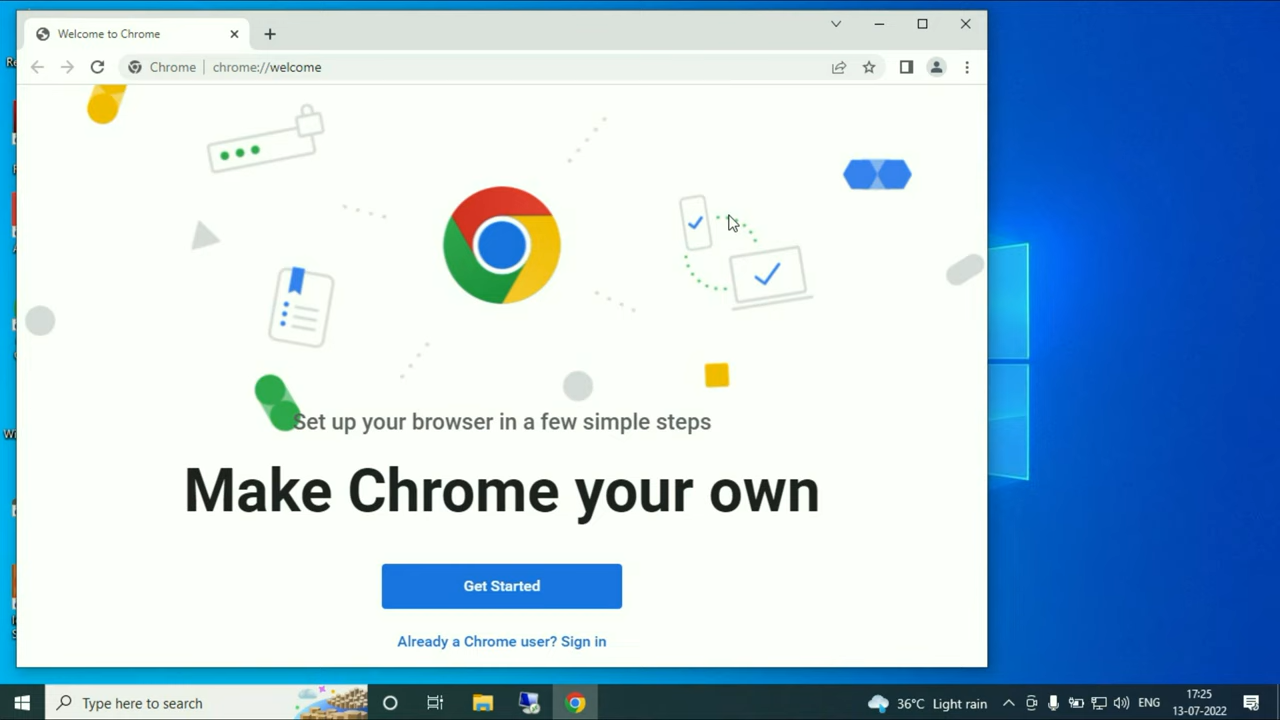 Welcome to Chrome
Chrome
chrome://welcome
Set up your browser in a few simple steps
Make Chrome your own
Get Started
Already a Chrome user? Sign in
Type here to search
36°C Light rain
ENG
17:25
13-07-2022